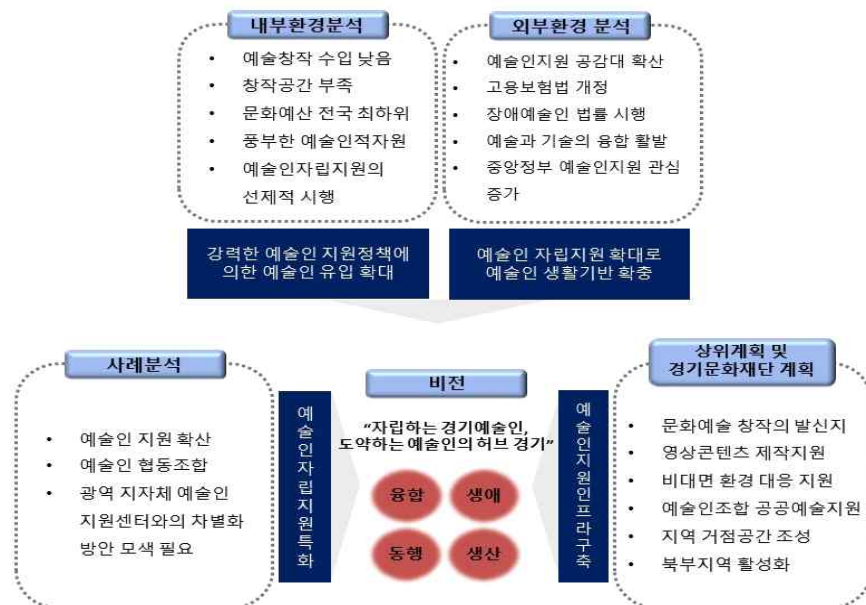 내부환경분석
• 예술창작 수입 낮음
• 창작공간 부족
• 문화예산 전국 최하위
• 풍부한 예술인적자원
• 예술인자립지원의
선제적 시행
외부환경 분석
• 예술인지원 공감대 확산
• 고용보험법 개정
• 장애예술인 법률 시행
• 예술과 기술의 융합 활발
• 중앙정부 예술인지원 관심
증가
강력한 예술인 지원정책에
의한 예술인 유입 확대
예술인 자립지원 확대로
예술인 생활기반 확충
사례분석
• 예술인 지원 확산
• 예술인 협동조합
• 광역 지자체 예술인
지원센터와의 차별화
방안 모색 필요
예술인자립지원특화
비전
“자립하는 경기예술인,
도약하는 예술인의 허브 경기”
융합
생애
동행
생산
예술인지원인프라구축
상위계획 및
경기문화재단 계획
• 문화예술 창작의 발신지
• 영상콘텐츠 제작지원
• 비대면 환경 대응 지원
• 예술인조합 공공예술지원
• 지역 거점공간 조성
• 북부지역 활성화